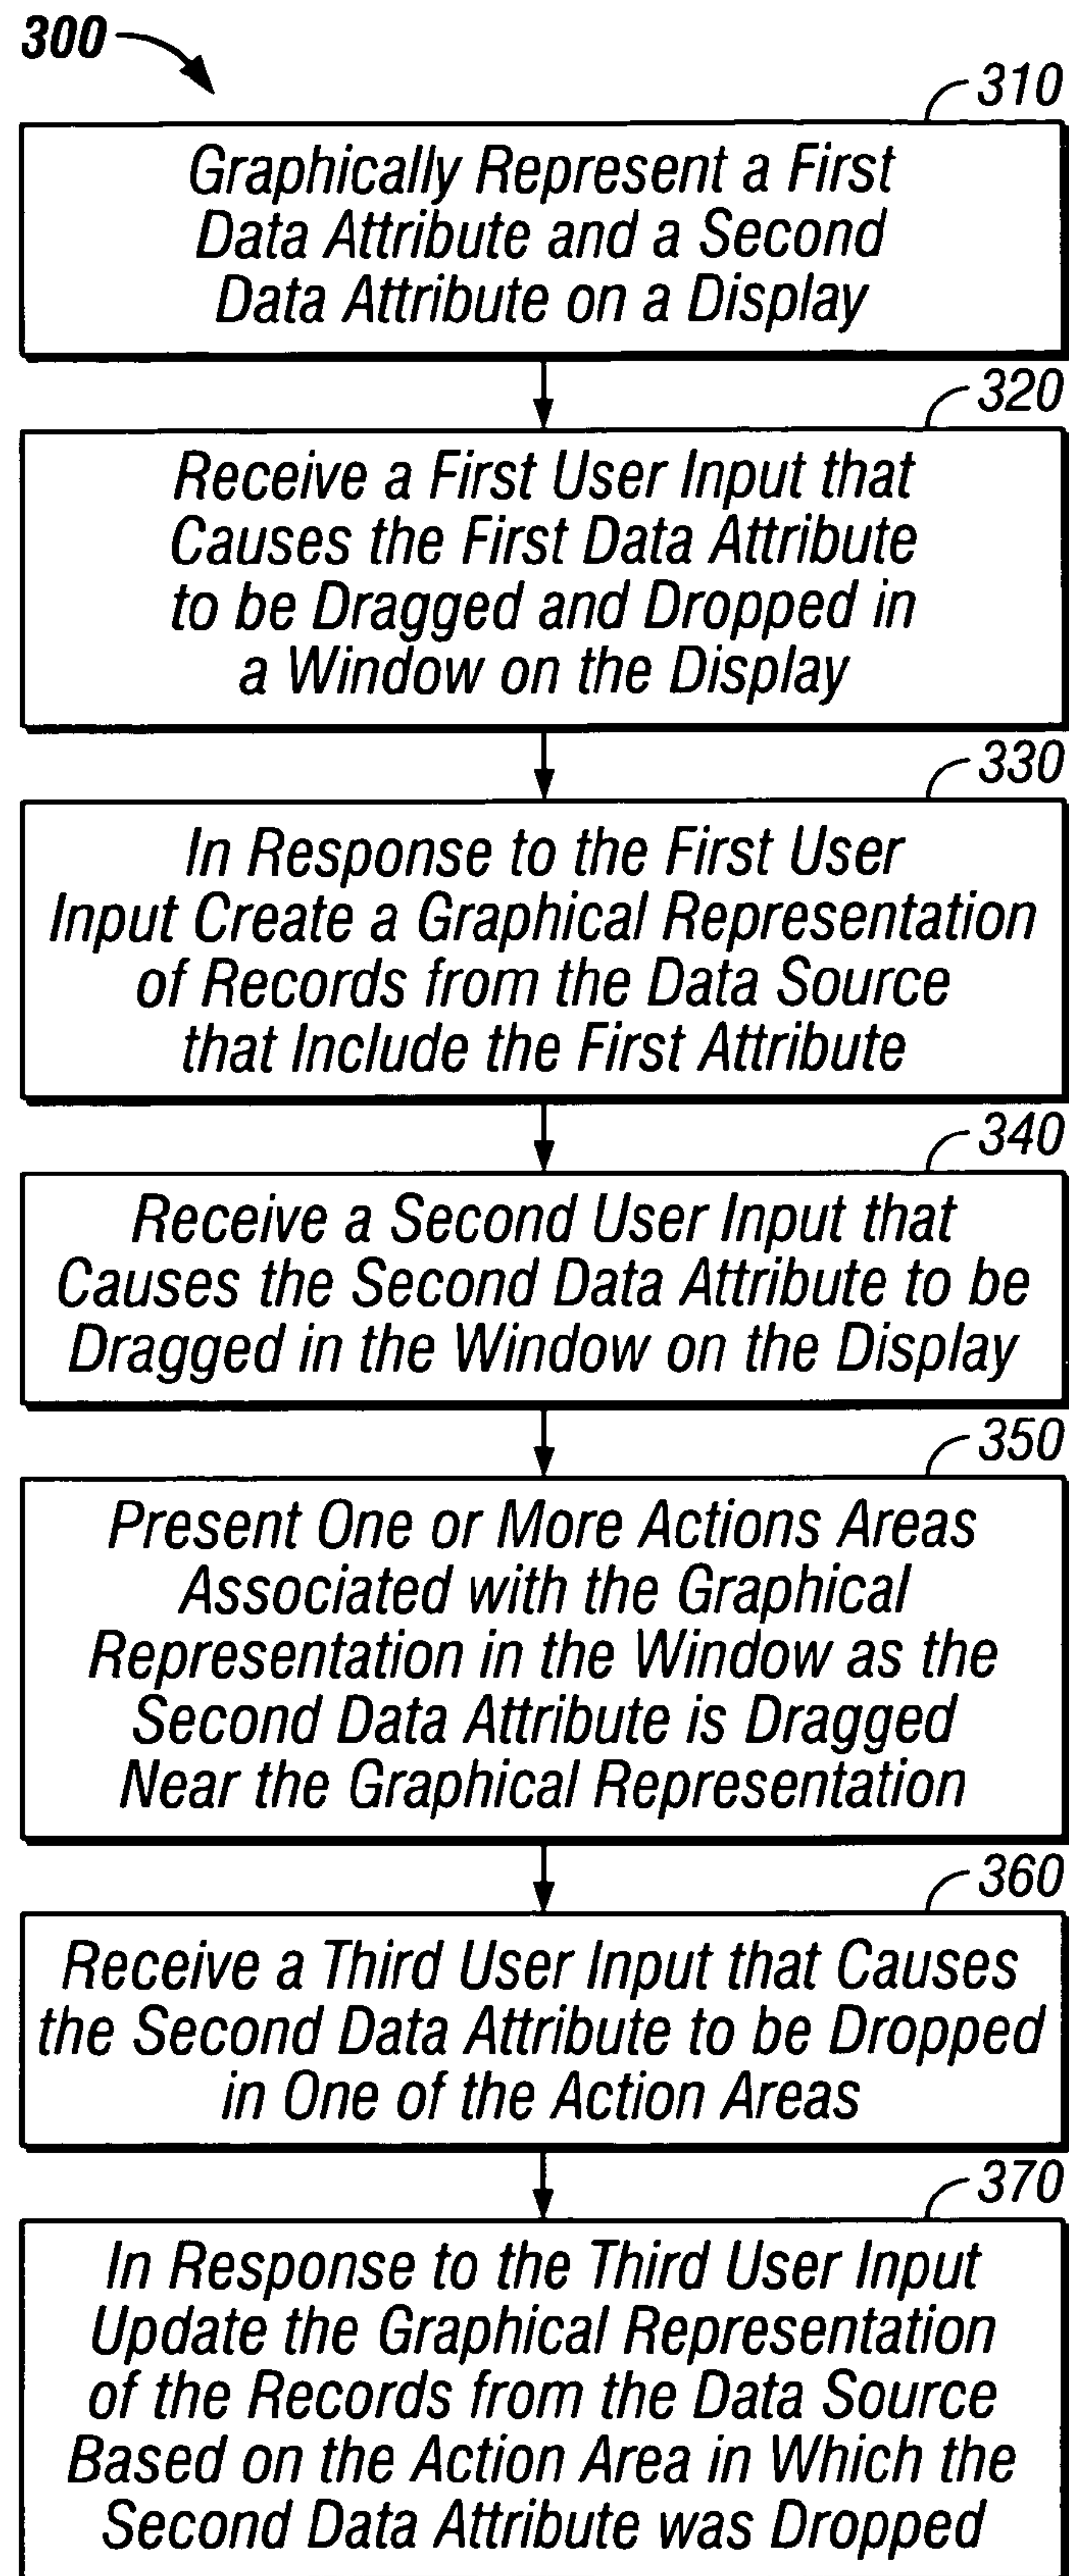 300
310
Graphically Represent a First
Data Attribute and a Second
Data Attribute on a Display
320
Receive a First User Input that
Causes the First Data Attribute
to be Dragged and Dropped in
a Window on the Display
330
In Response to the First User
Input Create a Graphical Representation
of Records from the Data Source
that Include the First Attribute
340
Receive a Second User Input that
Causes the Second Data Attribute to be
Dragged in the Window on the Display
350
Present One or More Actions Areas
Associated with the Graphical
Representation in the Window as the
Second Data Attribute is Dragged
Near the Graphical Representation
360
Receive a Third User Input that Causes
the Second Data Attribute to be Dropped
in One of the Action Areas
370
In Response to the Third User Input
Update the Graphical Representation
of the Records from the Data Source
Based on the Action Area in Which the
Second Data Attribute was Dropped